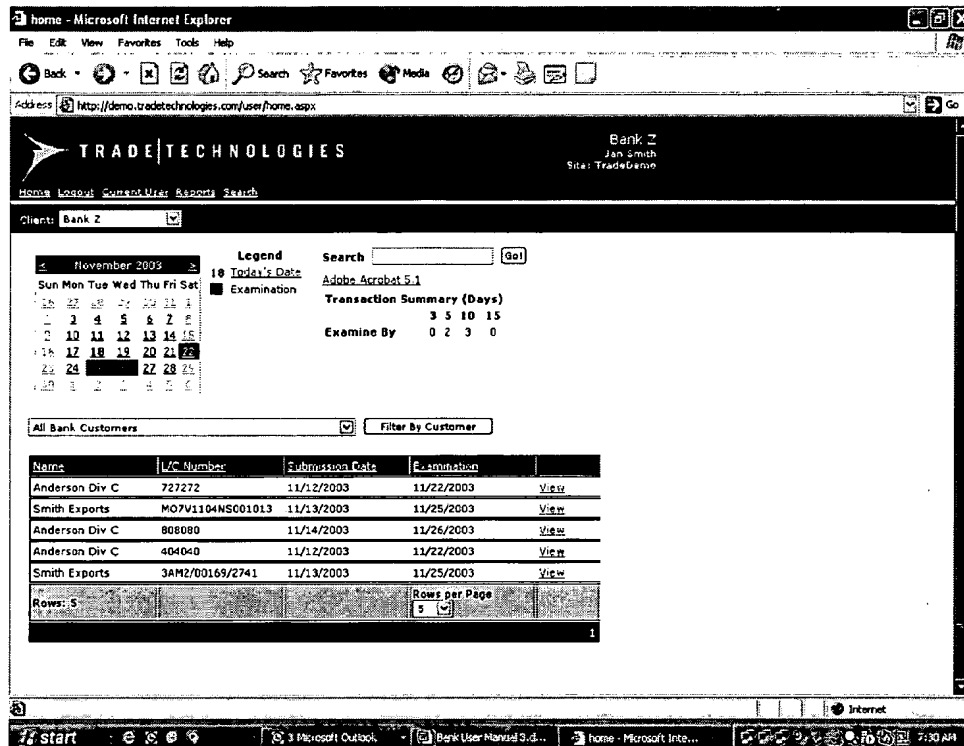 home - Microsoft Internet Explorer
File Edit View Favorites Tools Help
Back Search Favorites Media
Address http://demo.tradetechnologies.com/user/home.aspx Go
TRADE TECHNOLOGIES
Bank Z
Jan Smith
Site: TradeDemo
Home Logout Current User Reports Search
Client: Bank Z
< November 2003 >
Sun Mon Tue Wed Thu Fri Sat
3 4 5 6 7
10 11 12 13 14 15
17 18 19 20 21 22
23 24 27 28 29
Legend
18 Today's Date
Examination
Search Go!
Adobe Acrobat 5.1
Transaction Summary (Days)
3 5 10 15
Examine By 0 2 3 0
All Bank Customers Filter By Customer
Name L/C Number Submission Date Examination
Anderson Div C 727272 11/12/2003 11/22/2003 View
Smith Exports MO7V1104NS001013 11/13/2003 11/25/2003 View
Anderson Div C 808080 11/14/2003 11/26/2003 View
Anderson Div C 404040 11/12/2003 11/22/2003 View
Smith Exports 3AM2/00169/2741 11/13/2003 11/25/2003 View
Rows: 5 Rows per Page
5
1
Internet
start 3 Microsoft Outlook Bank User Manual 3.d... home - Microsoft Inte... 7:30 AM